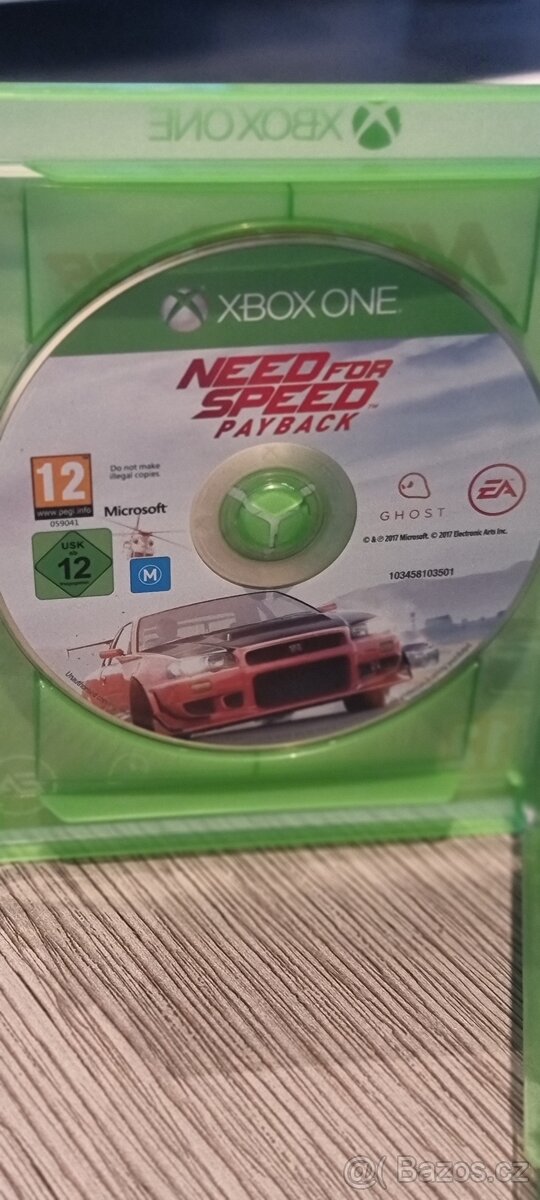 XBOX ONE
XBOX ONE
NEED FOR
SPEED™
PAYBACK
12
www.pegi.info
059041
Do not make
illegal copies.
Microsoft
USK
ab
12
M
GHOST
EA
© & ℗ 2017 Microsoft. © 2017 Electronic Arts Inc.
103458103501
@( Bazos.cz